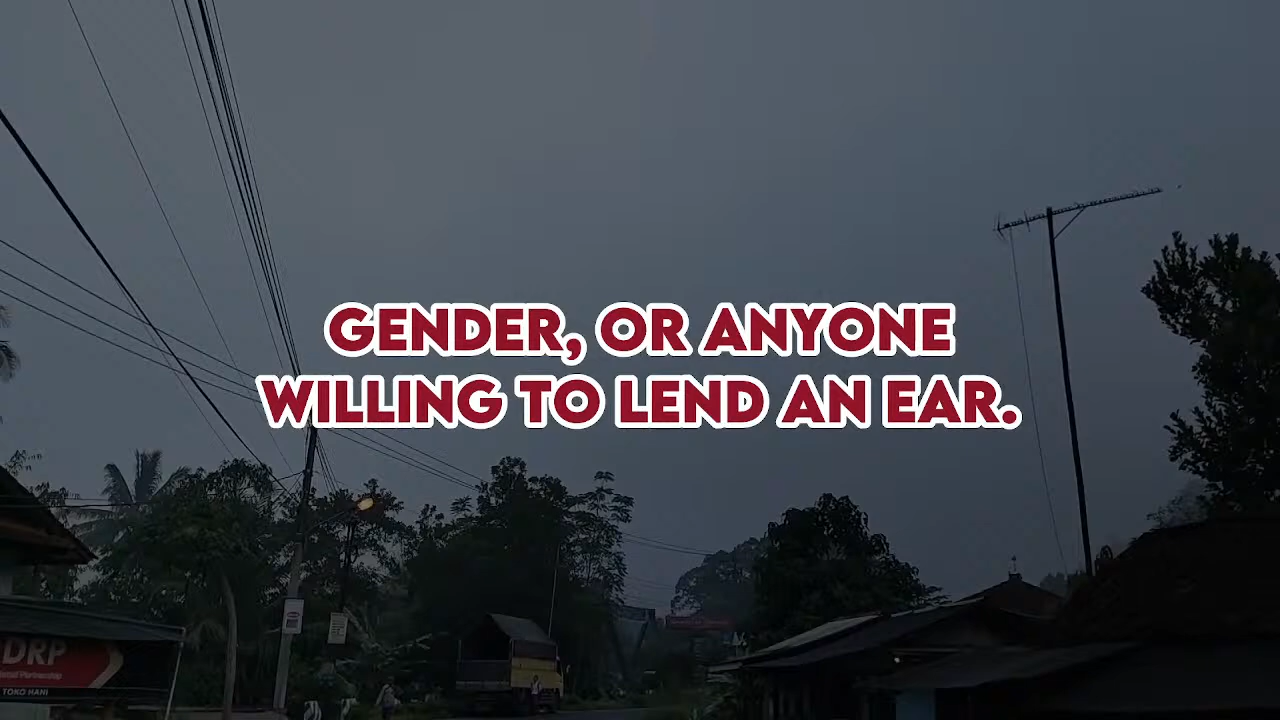 GENDER, OR ANYONE
WILLING TO LEND AN EAR.
DRP
TOKO HANI